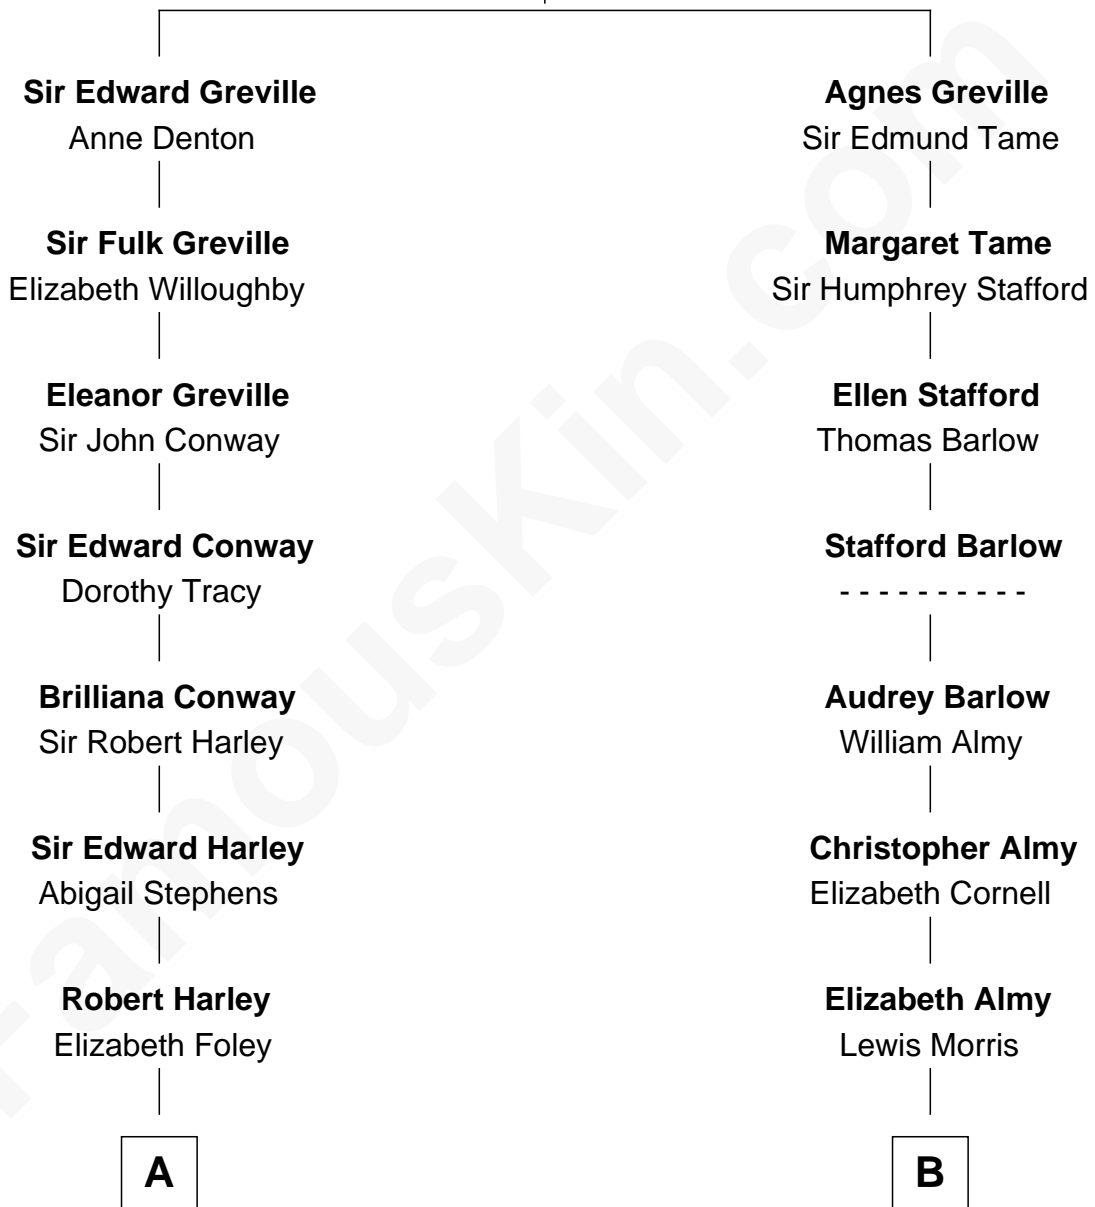 Sir Edward Greville
Anne Denton
Sir Fulk Greville
Elizabeth Willoughby
Eleanor Greville
Sir John Conway
Sir Edward Conway
Dorothy Tracy
Brilliana Conway
Sir Robert Harley
Sir Edward Harley
Abigail Stephens
Robert Harley
Elizabeth Foley
A
Agnes Greville
Sir Edmund Tame
Margaret Tame
Sir Humphrey Stafford
Ellen Stafford
Thomas Barlow
Stafford Barlow
- - - - - - - - - -
Audrey Barlow
William Almy
Christopher Almy
Elizabeth Cornell
Elizabeth Almy
Lewis Morris
B
FamousKin.com